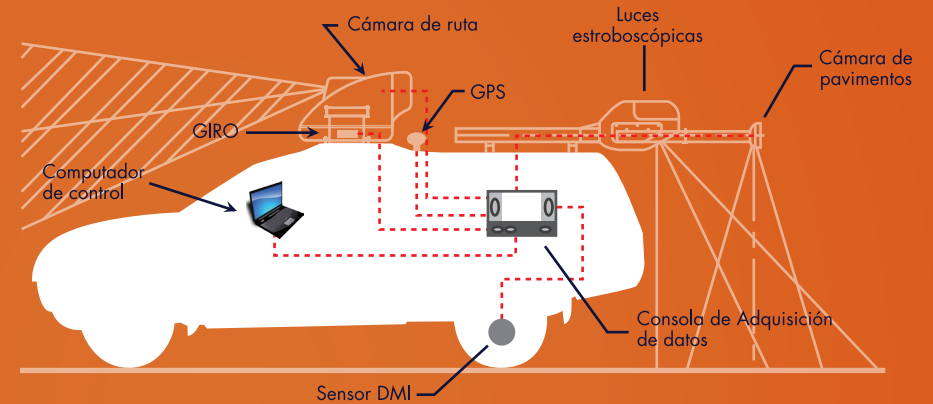 Cámara de ruta
Luces
estroboscópicas
Cámara de
pavimentos
GPS
GIRO
Computador
de control
Consola de Adquisición
de datos
Sensor DMI